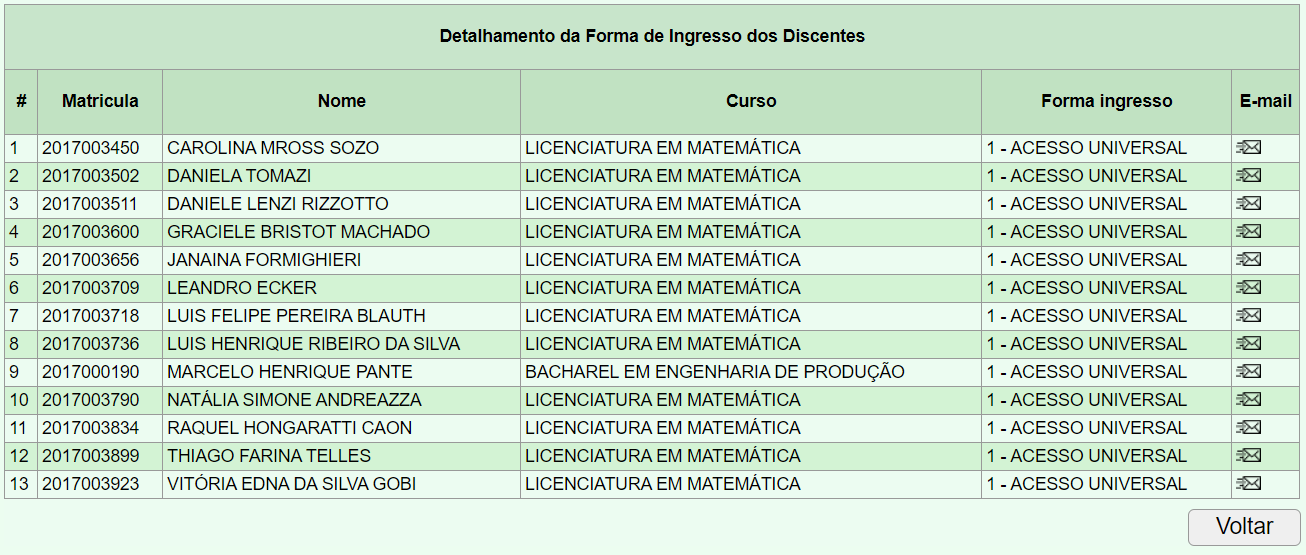 Detalhamento da Forma de Ingresso dos Discentes
# Matricula Nome Curso Forma ingresso E-mail
1 2017003450 CAROLINA MROSS SOZO LICENCIATURA EM MATEMÁTICA 1 - ACESSO UNIVERSAL
2 2017003502 DANIELA TOMAZI LICENCIATURA EM MATEMÁTICA 1 - ACESSO UNIVERSAL
3 2017003511 DANIELE LENZI RIZZOTTO LICENCIATURA EM MATEMÁTICA 1 - ACESSO UNIVERSAL
4 2017003600 GRACIELE BRISTOT MACHADO LICENCIATURA EM MATEMÁTICA 1 - ACESSO UNIVERSAL
5 2017003656 JANAINA FORMIGHIERI LICENCIATURA EM MATEMÁTICA 1 - ACESSO UNIVERSAL
6 2017003709 LEANDRO ECKER LICENCIATURA EM MATEMÁTICA 1 - ACESSO UNIVERSAL
7 2017003718 LUIS FELIPE PEREIRA BLAUTH LICENCIATURA EM MATEMÁTICA 1 - ACESSO UNIVERSAL
8 2017003736 LUIS HENRIQUE RIBEIRO DA SILVA LICENCIATURA EM MATEMÁTICA 1 - ACESSO UNIVERSAL
9 2017000190 MARCELO HENRIQUE PANTE BACHAREL EM ENGENHARIA DE PRODUÇÃO 1 - ACESSO UNIVERSAL
10 2017003790 NATÁLIA SIMONE ANDREAZZA LICENCIATURA EM MATEMÁTICA 1 - ACESSO UNIVERSAL
11 2017003834 RAQUEL HONGARATTI CAON LICENCIATURA EM MATEMÁTICA 1 - ACESSO UNIVERSAL
12 2017003899 THIAGO FARINA TELLES LICENCIATURA EM MATEMÁTICA 1 - ACESSO UNIVERSAL
13 2017003923 VITÓRIA EDNA DA SILVA GOBI LICENCIATURA EM MATEMÁTICA 1 - ACESSO UNIVERSAL
Voltar